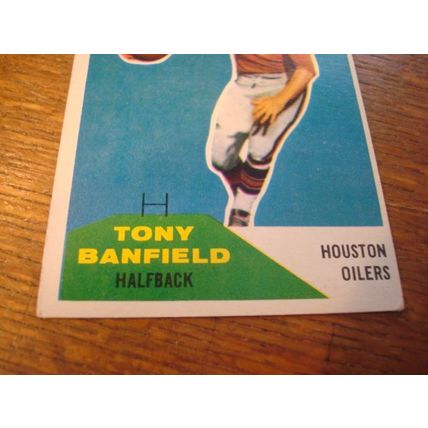 TONY
BANFIELD
HALFBACK
HOUSTON
OILERS